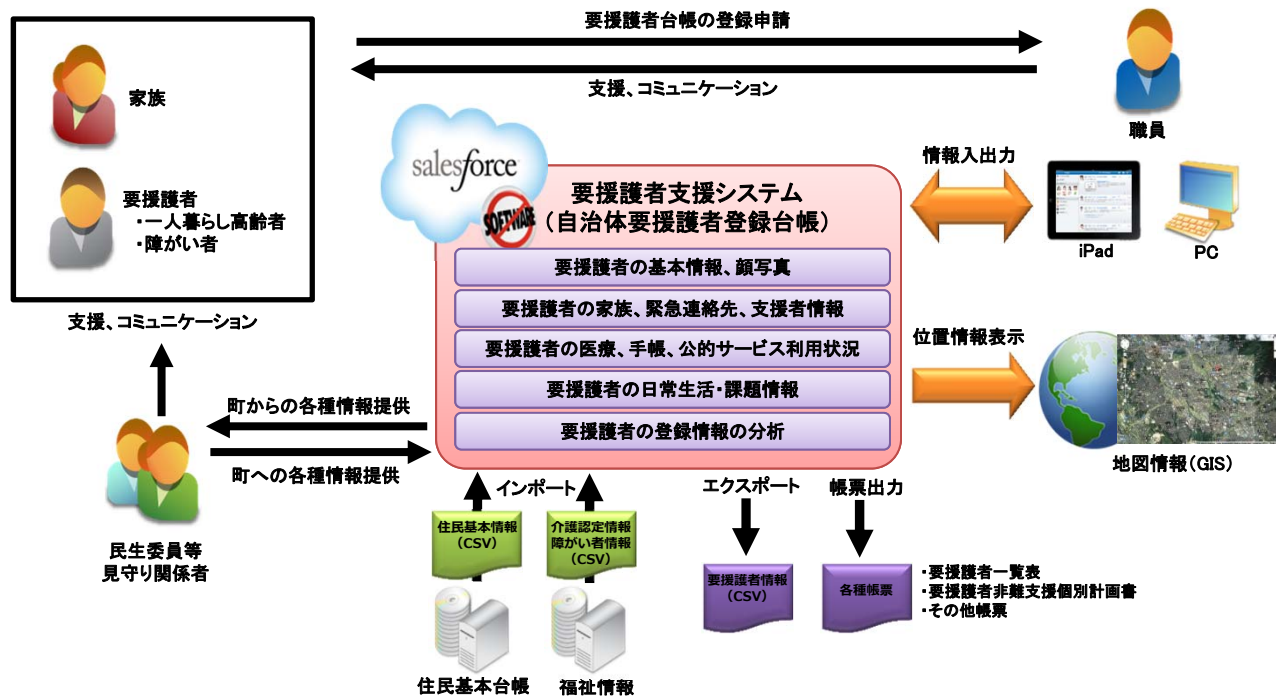 要援護者台帳の登録申請
支援、コミュニケーション
家族
要援護者
・一人暮らし高齢者
・障がい者
支援、コミュニケーション
職員
salesforce
SOFTWARE
要援護者支援システム
(自治体要援護者登録台帳)
要援護者の基本情報、顔写真
要援護者の家族、緊急連絡先、支援者情報
要援護者の医療、手帳、公的サービス利用状況
要援護者の日常生活・課題情報
要援護者の登録情報の分析
情報入出力
iPad
PC
位置情報表示
地図情報(GIS)
町からの各種情報提供
町への各種情報提供
民生委員等
見守り関係者
インポート
住民基本情報
(CSV)
介護認定情報
障がい者情報
(CSV)
住民基本台帳
福祉情報
エクスポート
帳票出力
要援護者情報
(CSV)
各種帳票
・要援護者一覧表
・要援護者非難支援個別計画書
・その他帳票